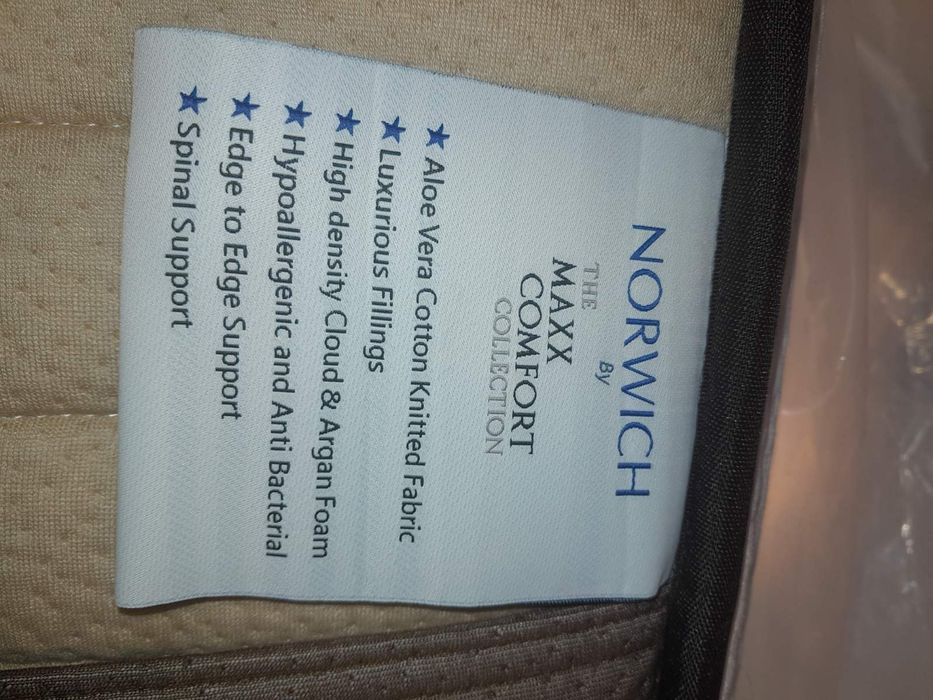 NORWICH
By
THE
MAXX
COMFORT
COLLECTION
★ Aloe Vera Cotton Knitted Fabric
★ Luxurious Fillings
★ High density Cloud & Argan Foam
★ Hypoallergenic and Anti Bacterial
★ Edge to Edge Support
★ Spinal Support